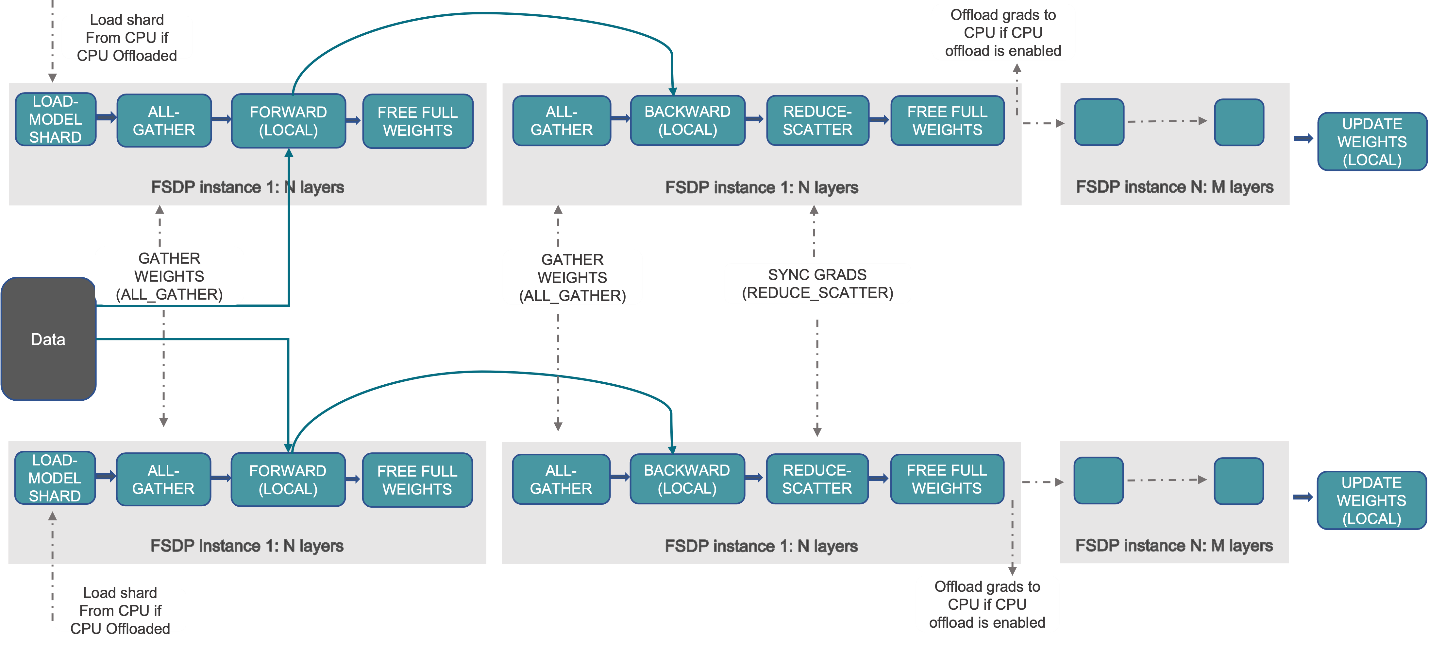 Load shard
From CPU if
CPU Offloaded
Offload grads to
CPU if CPU
offload is enabled
LOAD-
MODEL
SHARD
ALL-
GATHER
FORWARD
(LOCAL)
FREE FULL
WEIGHTS
FSDP instance 1: N layers
ALL-
GATHER
BACKWARD
(LOCAL)
REDUCE-
SCATTER
FREE FULL
WEIGHTS
FSDP instance 1: N layers
FSDP instance N: M layers
UPDATE
WEIGHTS
(LOCAL)
GATHER
WEIGHTS
(ALL_GATHER)
GATHER
WEIGHTS
(ALL_GATHER)
SYNC GRADS
(REDUCE_SCATTER)
Data
LOAD-
MODEL
SHARD
ALL-
GATHER
FORWARD
(LOCAL)
FREE FULL
WEIGHTS
FSDP instance 1: N layers
ALL-
GATHER
BACKWARD
(LOCAL)
REDUCE-
SCATTER
FREE FULL
WEIGHTS
FSDP instance 1: N layers
FSDP instance N: M layers
UPDATE
WEIGHTS
(LOCAL)
Load shard
From CPU if
CPU Offloaded
Offload grads to
CPU if CPU
offload is enabled